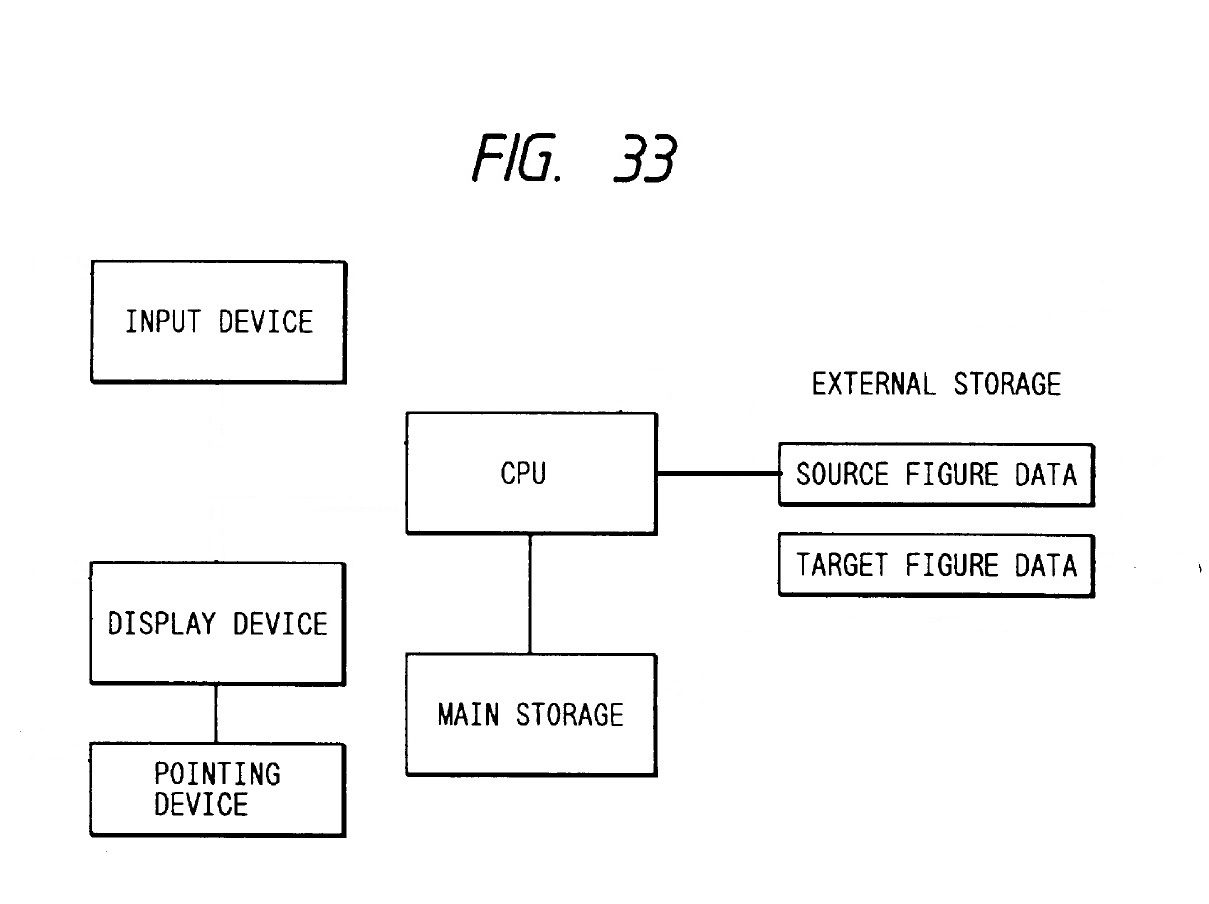 FIG. 33
INPUT DEVICE
EXTERNAL STORAGE
CPU
SOURCE FIGURE DATA
TARGET FIGURE DATA
DISPLAY DEVICE
MAIN STORAGE
POINTING
DEVICE